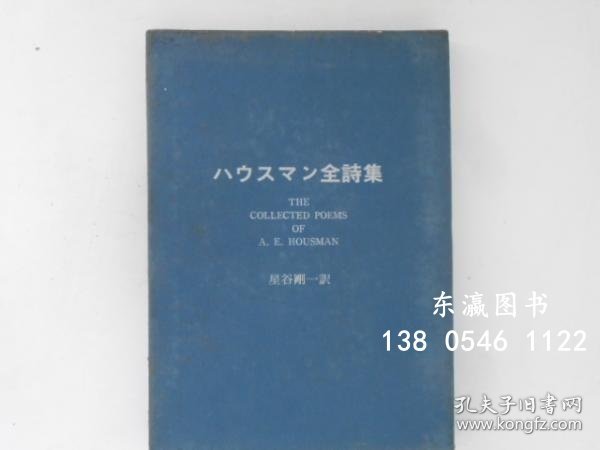 ハウスマン全詩集
THE
COLLECTED POEMS
OF
A. E. HOUSMAN
星谷剛一訳
东瀛图书
138 0546 1122
孔夫子旧书网
www.kongfz.com